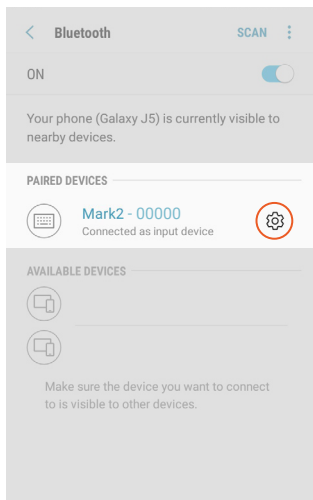 Bluetooth SCAN
ON
Your phone (Galaxy J5) is currently visible to
nearby devices.
PAIRED DEVICES
Mark2 - 00000
Connected as input device
AVAILABLE DEVICES
Make sure the device you want to connect
to is visible to other devices.